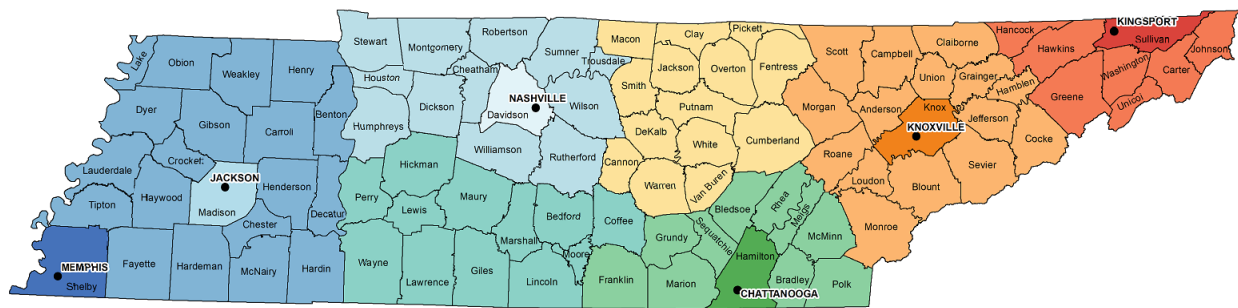 Lake
Obion
Weakley
Henry
Dyer
Gibson
Carroll
Benton
Lauderdale
Crocket:
Haywood
JACKSON
Madison
Henderson
Decatur
Tipton
Chester
MEMPHIS
Shelby
Fayette
Hardeman
McNairy
Hardin
Stewart
Montgomery
Robertson
Sumner
Trousdale
Houston
Cheatham
Dickson
NASHVILLE
Davidson
Wilson
Humphreys
Williamson
Rutherford
Hickman
Perry
Lewis
Maury
Bedford
Coffee
Marshall
Moore
Wayne
Lawrence
Giles
Lincoln
Macon
Clay
Pickett
Smith
Jackson
Overton
Fentress
Putnam
DeKalb
White
Cumberland
Cannon
Warren
Van Buren
Bledsoe
Rhea
Meigs
McMinn
Grundy
Sequatchie
Hamilton
Franklin
Marion
Bradley
Polk
CHATTANOOGA
Scott
Campbell
Claiborne
Union
Grainger
Hamblen
Morgan
Anderson
Knox
KNOXVILLE
Jefferson
Cocke
Roane
Loudon
Blount
Sevier
Monroe
Hancock
Hawkins
KINGSPORT
Sullivan
Johnson
Washington
Carter
Greene
Unicoi